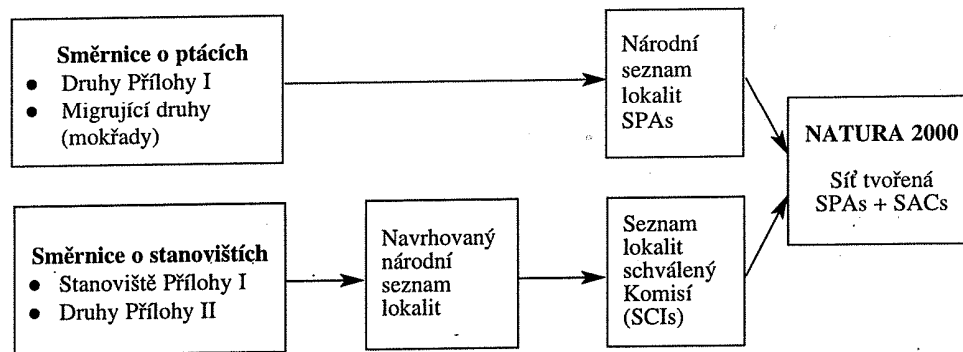 Směrnice o ptácích
● Druhy Přílohy I
● Migrující druhy
(mokřady)
Národní
seznam
lokalit
SPAs
NATURA 2000
Síť tvořená
SPAs + SACs
Směrnice o stanovištích
● Stanoviště Přílohy I
● Druhy Přílohy II
Navrhovaný
národní
seznam
lokalit
Seznam
lokalit
schválený
Komisí
(SCIs)